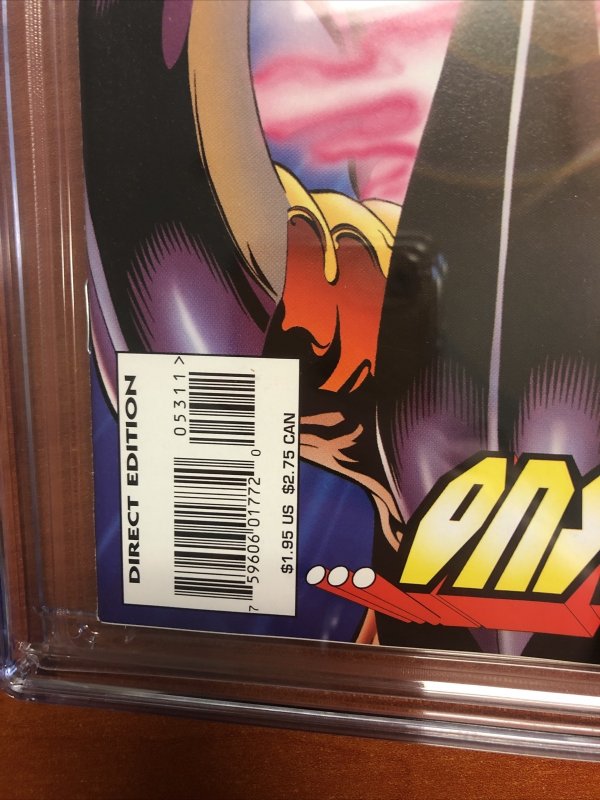 DIRECT EDITION
05311 >
7 59606 01772 0
$1.95 US $2.75 CAN